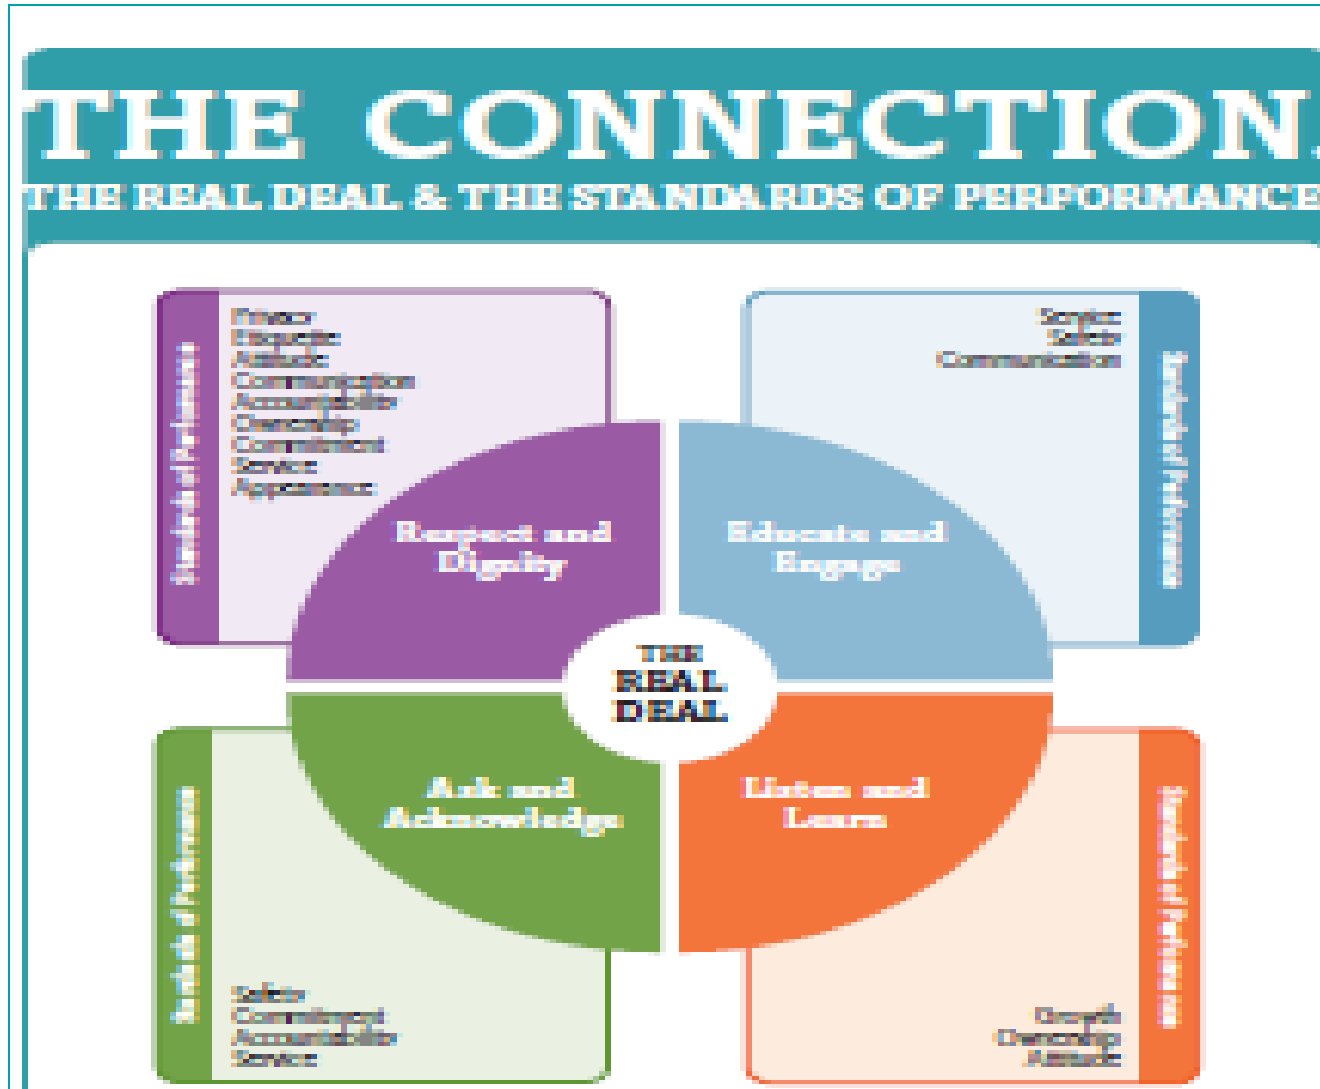 THE CONNECTION
THE REAL DEAL & THE STANDARDS OF PERFORMANCE
Standards of Performance
Privacy
Etiquette
Attitude
Communication
Accountability
Ownership
Commitment
Service
Appearance
Respect and
Dignity
Service
Safety
Communication
Standards of Performance
Educate and
Engage
THE
REAL
DEAL
Ask and
Acknowledge
Standards of Performance
Safety
Commitment
Accountability
Service
Listen and
Learn
Standards of Performance
Growth
Ownership
Attitude